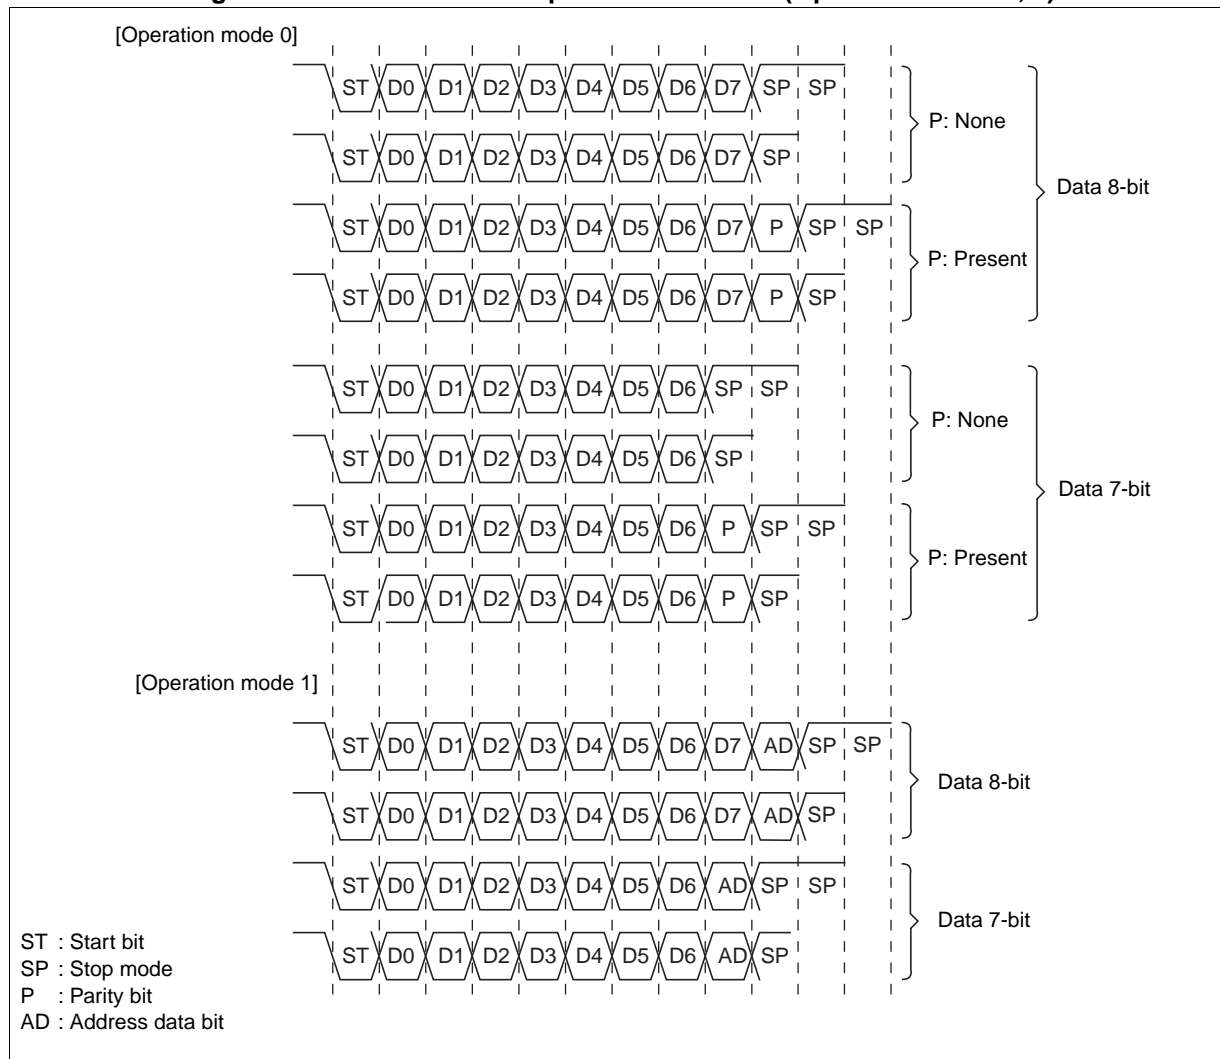 [Operation mode 0]
ST D0 D1 D2 D3 D4 D5 D6 D7 SP SP
P: None
ST D0 D1 D2 D3 D4 D5 D6 D7 SP
Data 8-bit
ST D0 D1 D2 D3 D4 D5 D6 D7 P SP SP
P: Present
ST D0 D1 D2 D3 D4 D5 D6 D7 P SP
ST D0 D1 D2 D3 D4 D5 D6 SP SP
P: None
ST D0 D1 D2 D3 D4 D5 D6 SP
Data 7-bit
ST D0 D1 D2 D3 D4 D5 D6 P SP SP
P: Present
ST D0 D1 D2 D3 D4 D5 D6 P SP
[Operation mode 1]
ST D0 D1 D2 D3 D4 D5 D6 D7 AD SP SP
Data 8-bit
ST D0 D1 D2 D3 D4 D5 D6 D7 AD SP
ST D0 D1 D2 D3 D4 D5 D6 AD SP SP
Data 7-bit
ST D0 D1 D2 D3 D4 D5 D6 AD SP
ST : Start bit
SP : Stop mode
P : Parity bit
AD : Address data bit